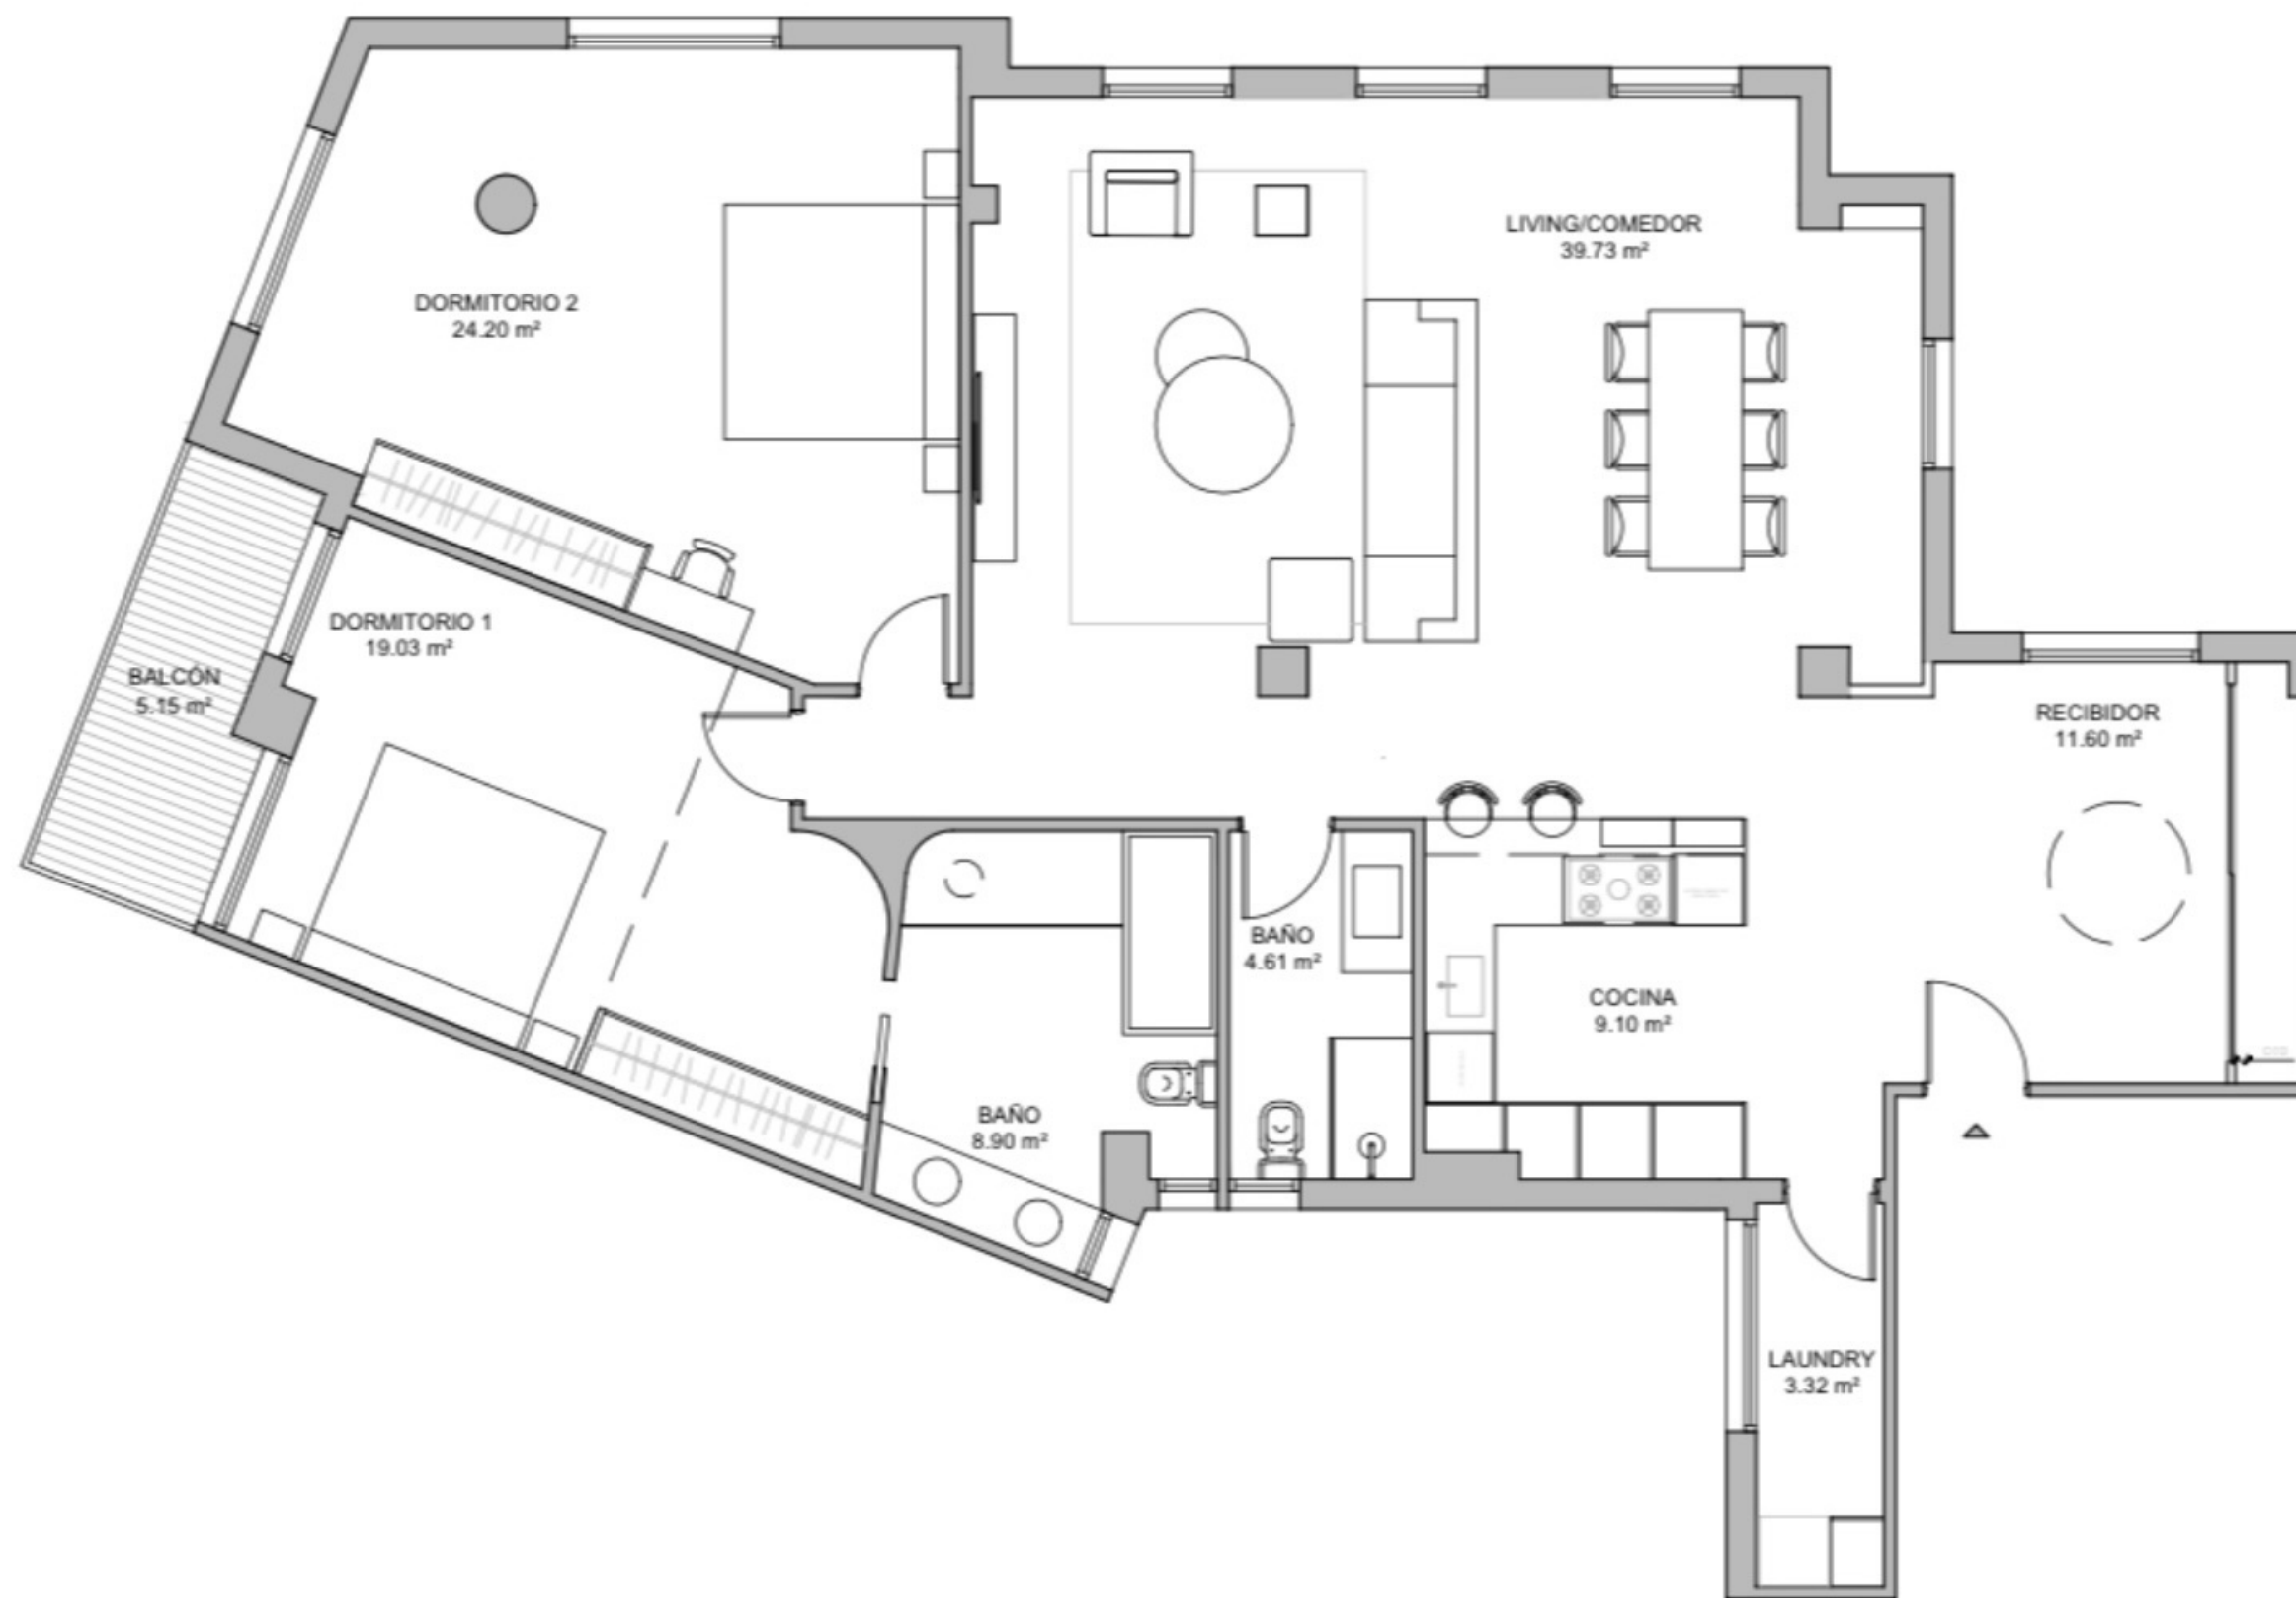 LIVING/COMEDOR
39.73 m²
DORMITORIO 2
24.20 m²
DORMITORIO 1
19.03 m²
BALCÓN
5.15 m²
RECIBIDOR
11.60 m²
BAÑO
4.61 m²
COCINA
9.10 m²
BAÑO
8.90 m²
LAUNDRY
3.32 m²